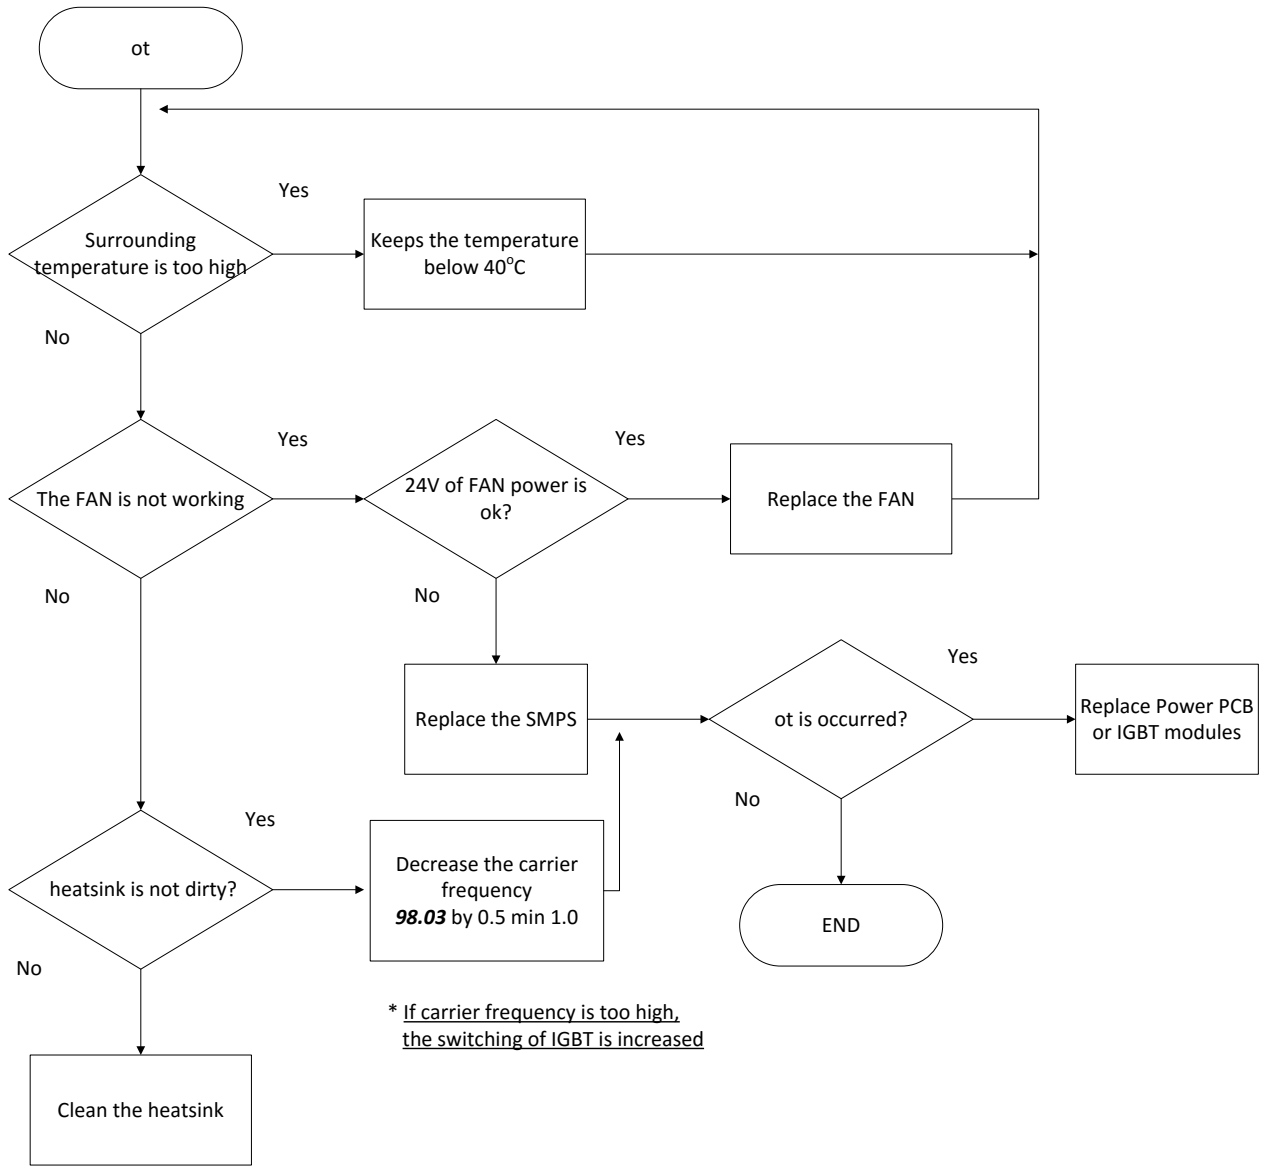 ot
Yes
Surrounding
temperature is too high
Keeps the temperature
below 40°C
No
Yes
Yes
The FAN is not working
24V of FAN power is
ok?
Replace the FAN
No
No
Yes
Replace the SMPS
ot is occurred?
Replace Power PCB
or IGBT modules
No
Yes
heatsink is not dirty?
Decrease the carrier
frequency
98.03 by 0.5 min 1.0
END
No
* If carrier frequency is too high,
the switching of IGBT is increased
Clean the heatsink